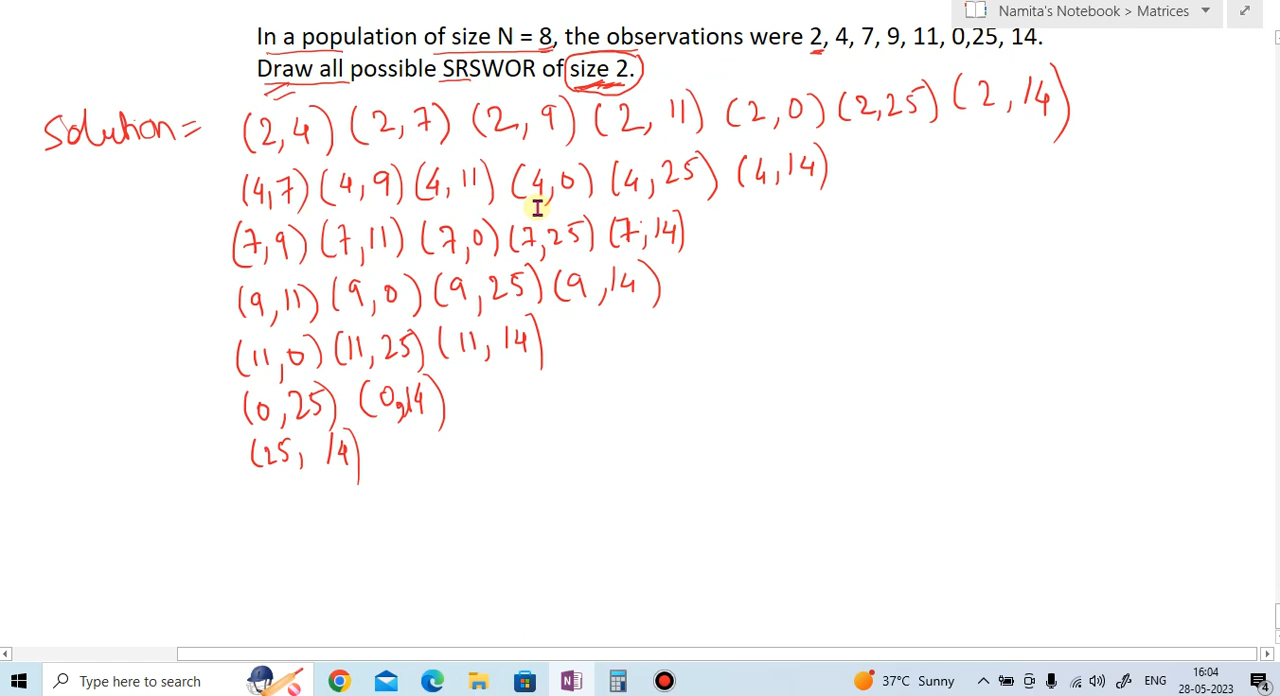 Namita's Notebook > Matrices
In a population of size N = 8, the observations were 2, 4, 7, 9, 11, 0,25, 14.
Draw all possible SRSWOR of size 2.
Solution = (2,4) (2,7) (2,9) (2,11) (2,0) (2,25) (2,14)
(4,7) (4,9) (4,11) (4,0) (4,25) (4,14)
(7,9) (7,11) (7,0) (7,25) (7,14)
(9,11) (9,0) (9,25) (9,14)
(11,0) (11,25) (11,14)
(0,25) (0,14)
(25, 14)
Type here to search
37°C Sunny
ENG
16:04
28-05-2023
4